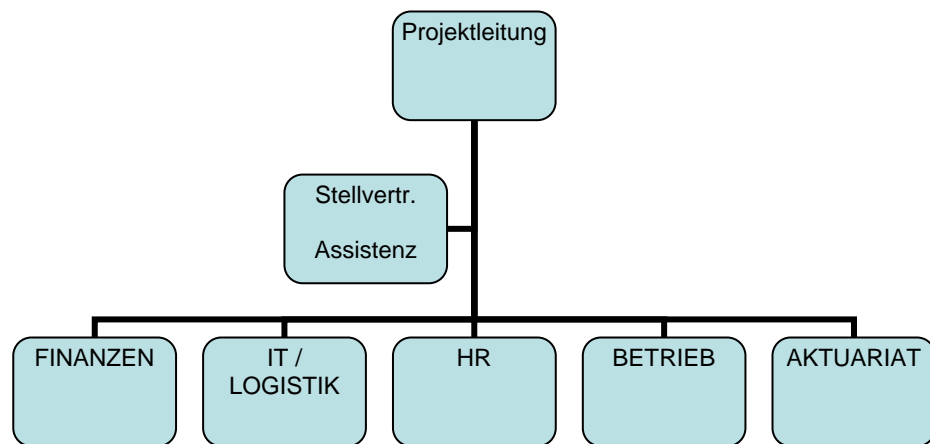 Projektleitung
Stellvertr.
Assistenz
FINANZEN
IT /
LOGISTIK
HR
BETRIEB
AKTUARIAT